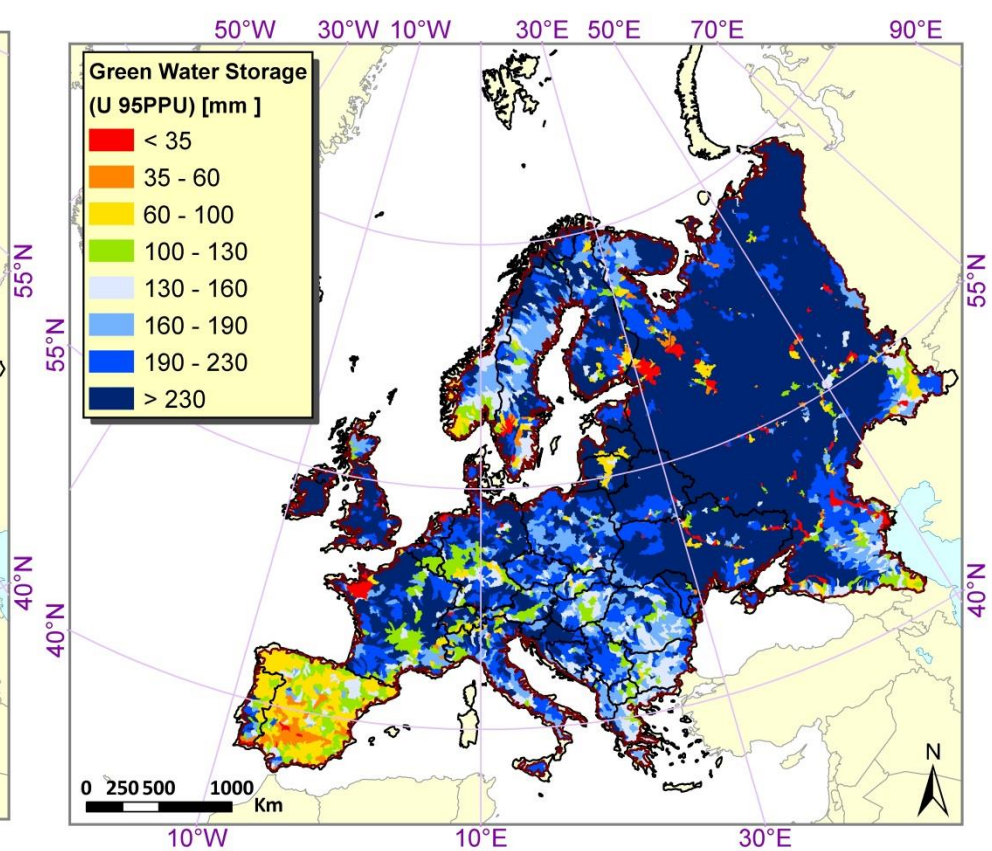 50°W 30°W 10°W 30°E 50°E 70°E 90°E
Green Water Storage
(U 95PPU) [mm ]
< 35
35 - 60
60 - 100
100 - 130
130 - 160
160 - 190
190 - 230
> 230
55°N
55°N
55°N
40°N
40°N
40°N
N
0 250 500 1000
Km
10°W 10°E 30°E